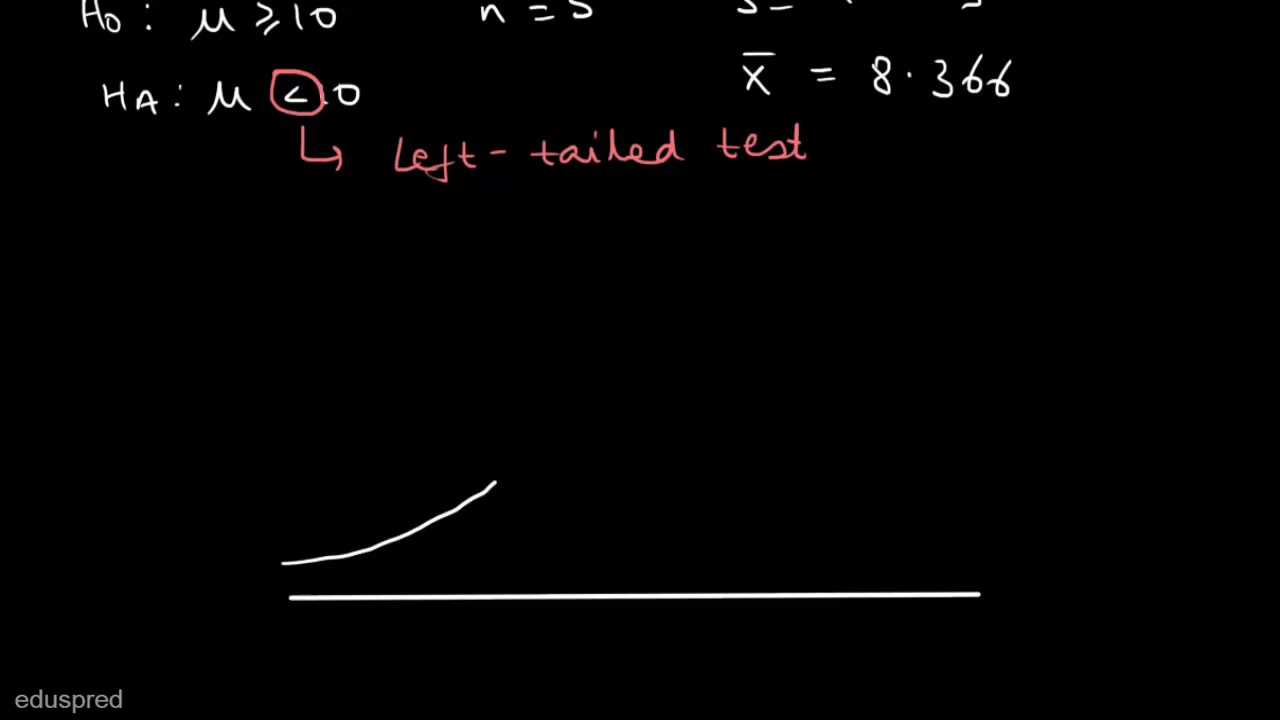 H0 : μ ≥ 10 n = 5
HA : μ < 10 x̄ = 8.366
Left-tailed test
eduspred